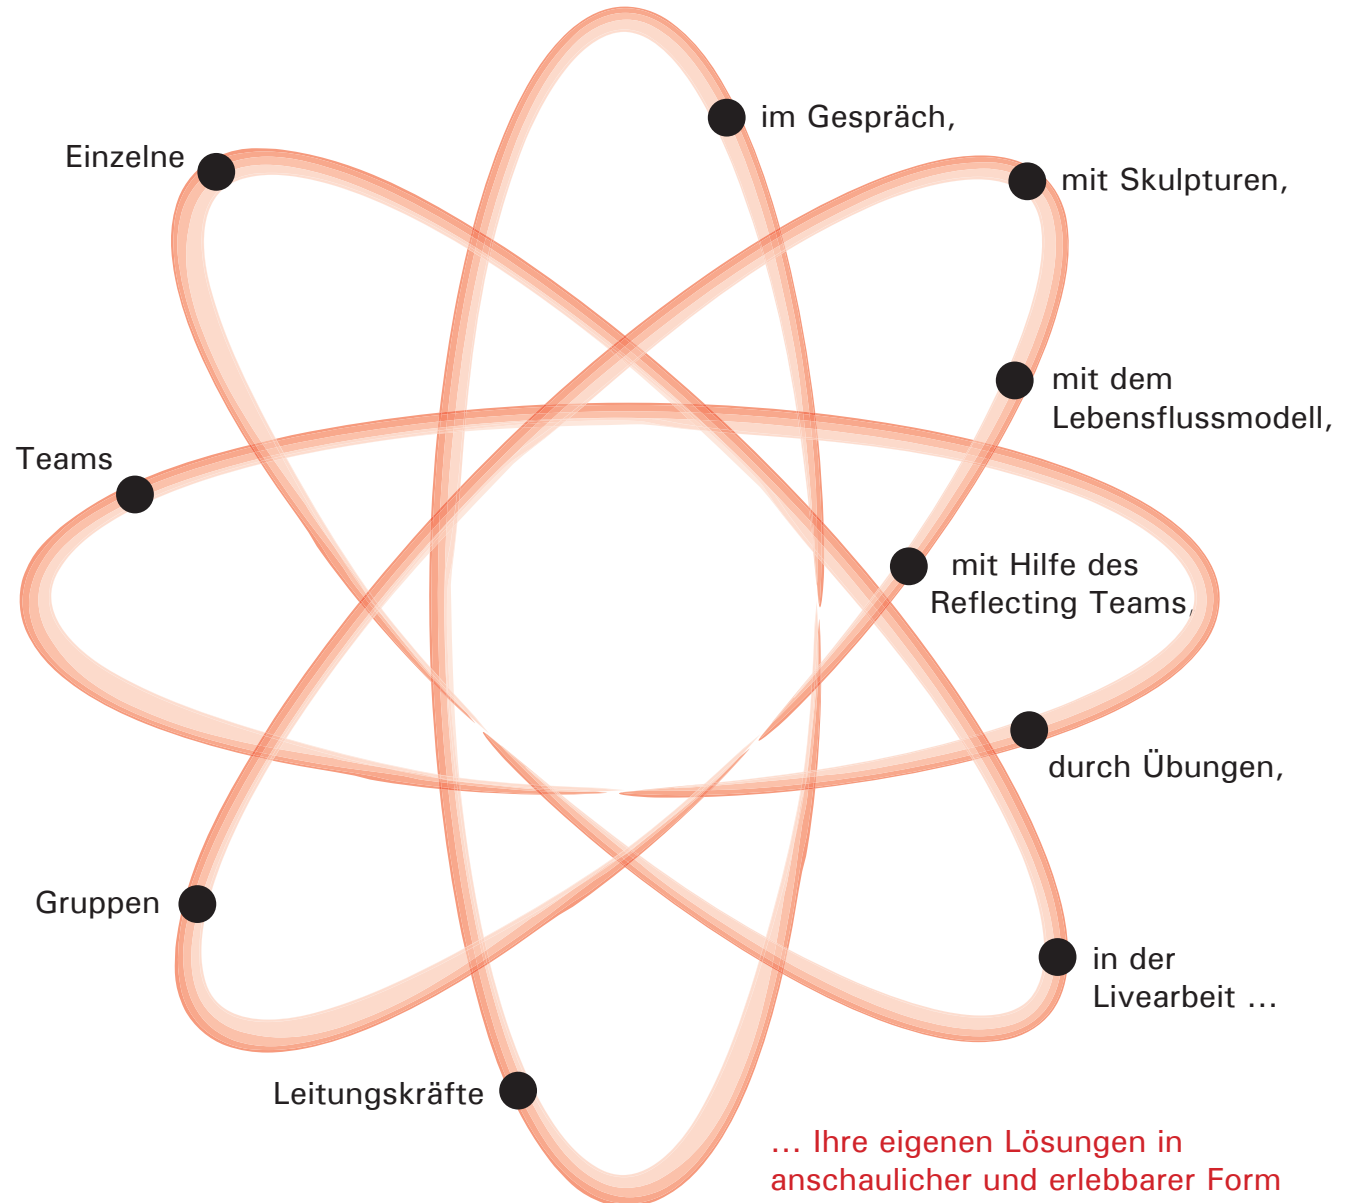 Einzelne
Teams
Gruppen
Leitungskräfte
im Gespräch,
mit Skulpturen,
mit dem
Lebensflussmodell,
mit Hilfe des
Reflecting Teams,
durch Übungen,
in der
Livearbeit …
… Ihre eigenen Lösungen in
anschaulicher und erlebbarer Form